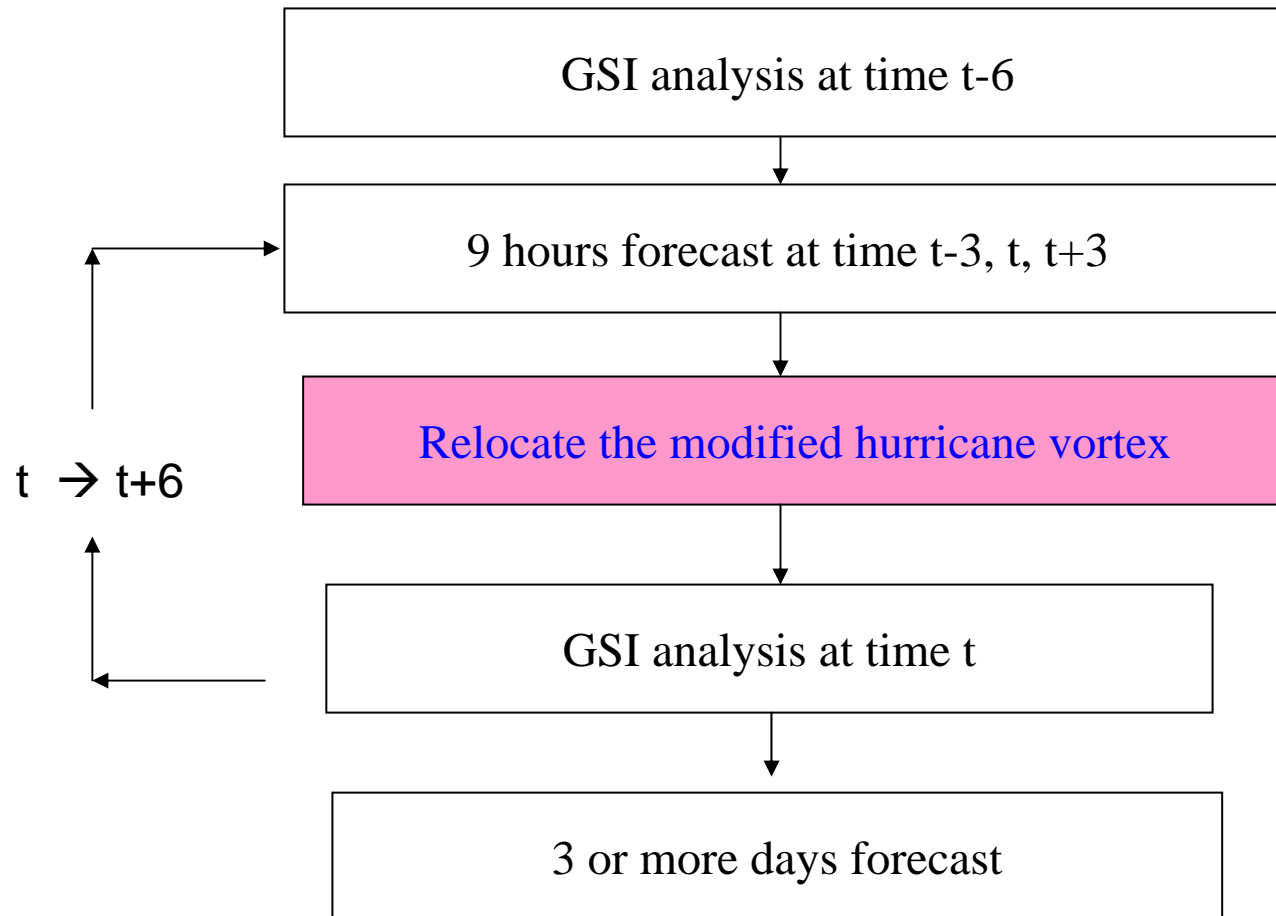 GSI analysis at time t-6
9 hours forecast at time t-3, t, t+3
Relocate the modified hurricane vortex
t → t+6
GSI analysis at time t
3 or more days forecast